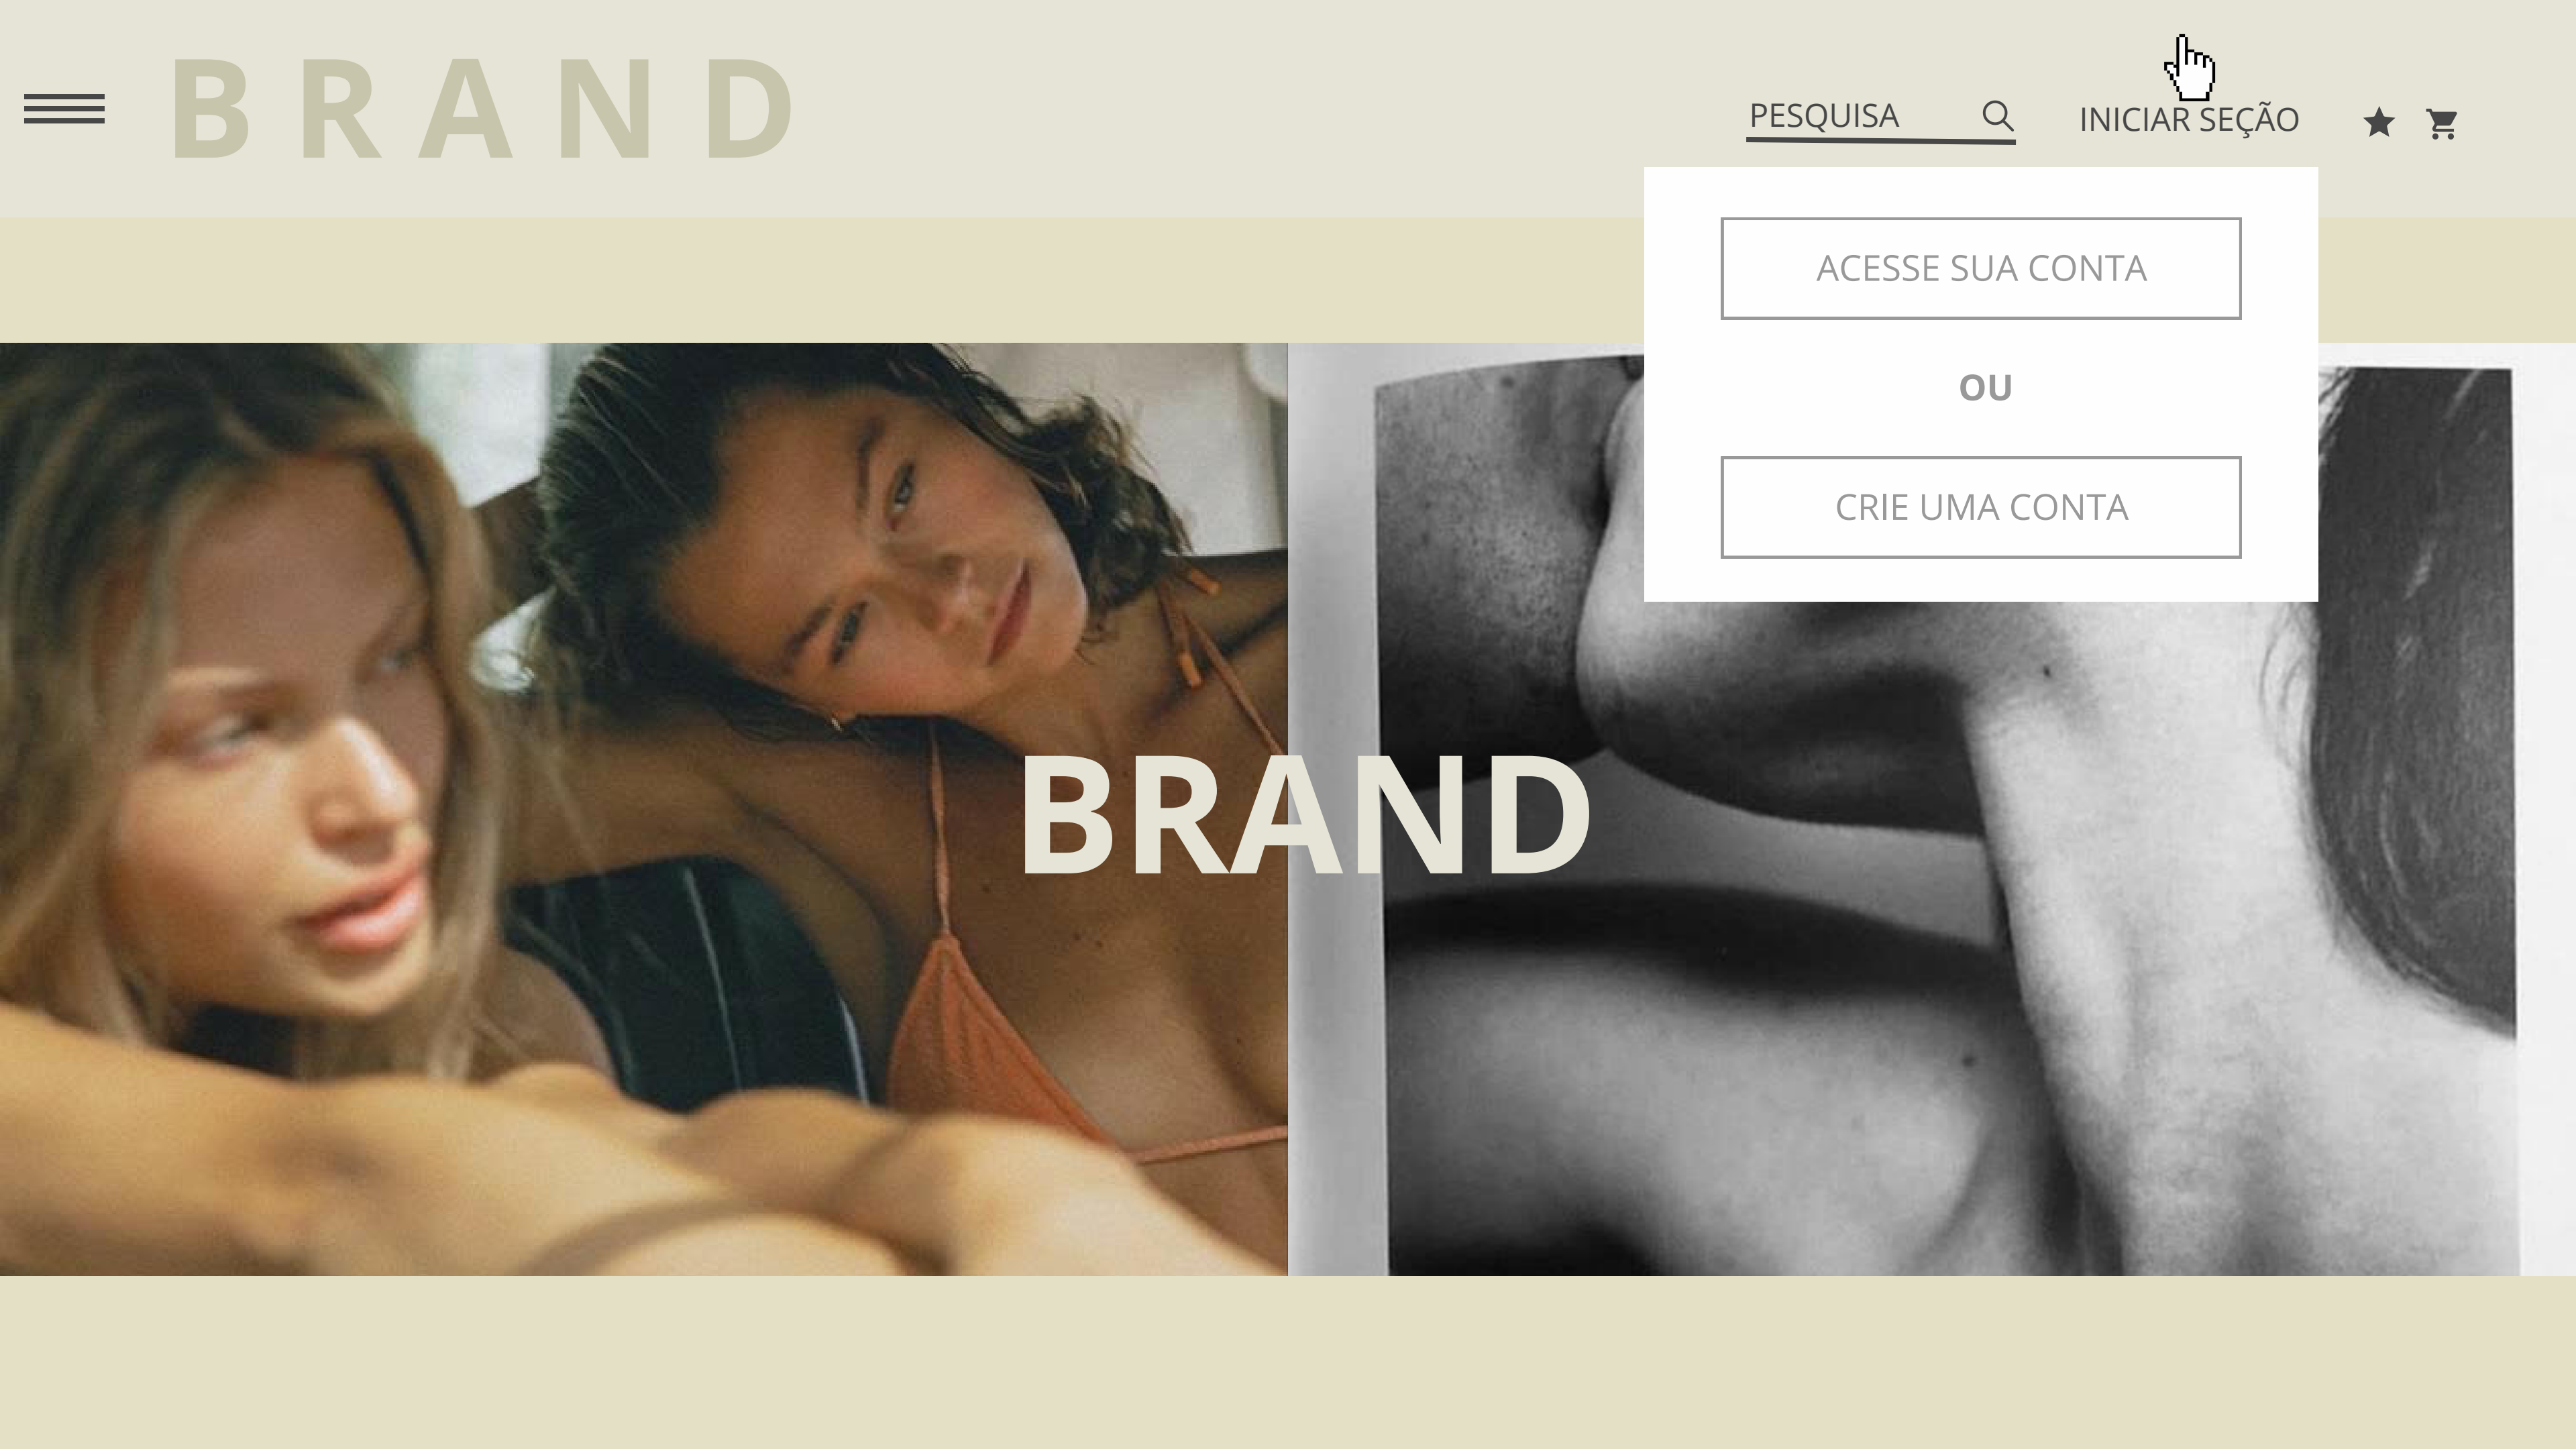 BRAND
PESQUISA
INICIAR SEÇÃO
ACESSE SUA CONTA
OU
CRIE UMA CONTA
BRAND